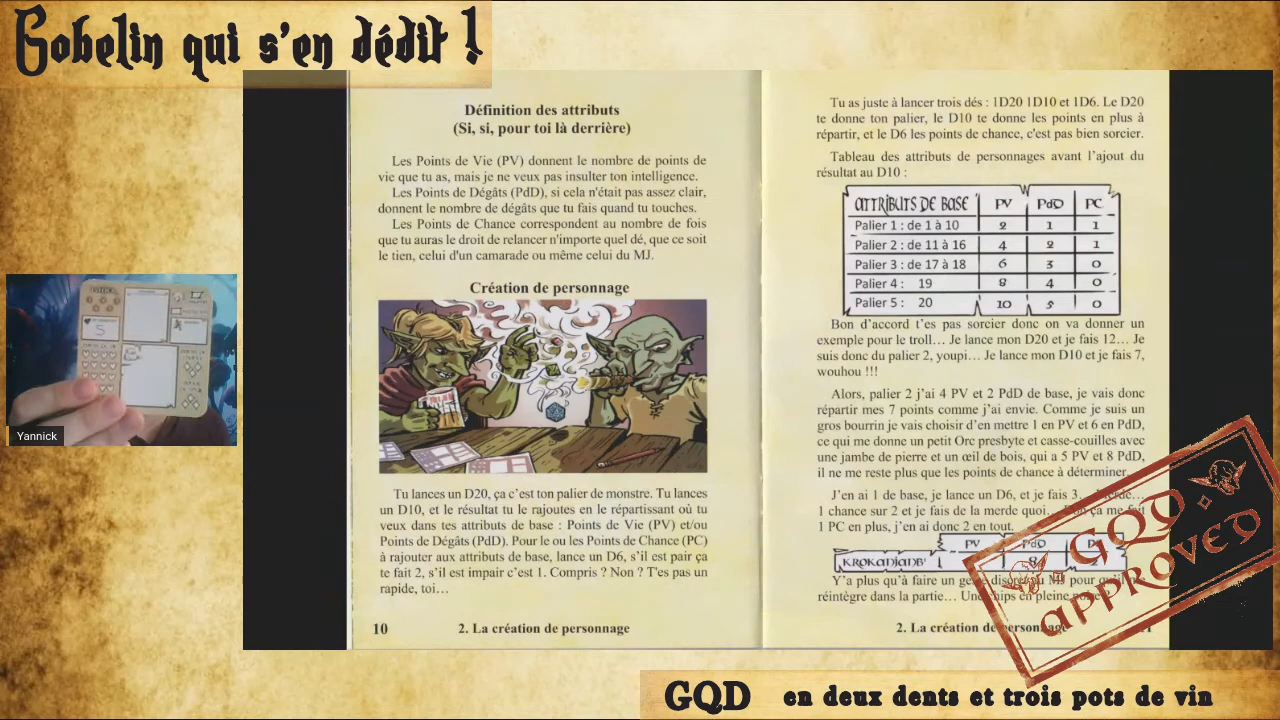 Gobelin qui s'en dédit !
Définition des attributs
(Si, si, pour toi là derrière)
Les Points de Vie (PV) donnent le nombre de points de
vie que tu as, mais je ne veux pas insulter ton intelligence.
Les Points de Dégâts (PdD), si cela n'était pas assez clair,
donnent le nombre de dégâts que tu fais quand tu touches.
Les Points de Chance correspondent au nombre de fois
que tu auras le droit de relancer n'importe quel dé, que ce soit
le tien, celui d'un camarade ou même celui du MJ.
Création de personnage
Tu lances un D20, ça c'est ton palier de monstre. Tu lances
un D10, et le résultat tu le rajoutes en le répartissant où tu
veux dans tes attributs de base : Points de Vie (PV) et/ou
Points de Dégâts (PdD). Pour le ou les Points de Chance (PC)
à rajouter aux attributs de base, lance un D6, s'il est pair ça
te fait 2, s'il est impair c'est 1. Compris ? Non ? T'es pas un
rapide, toi…
10 2. La création de personnage
Tu as juste à lancer trois dés : 1D20 1D10 et 1D6. Le D20
te donne ton palier, le D10 te donne les points en plus à
répartir, et le D6 les points de chance, c'est pas bien sorcier.
Tableau des attributs de personnages avant l'ajout du
résultat au D10 :
ATTRIBUTS DE BASE PV PdD PC
Palier 1 : de 1 à 10 2 1 1
Palier 2 : de 11 à 16 4 2 1
Palier 3 : de 17 à 18 6 3 0
Palier 4 : 19 8 4 0
Palier 5 : 20 10 5 0
Bon d'accord t'es pas sorcier donc on va donner un
exemple pour le troll… Je lance mon D20 et je fais 12… Je
suis donc du palier 2, youpi… Je lance mon D10 et je fais 7,
wouhou !!!
Alors, palier 2 j'ai 4 PV et 2 PdD de base, je vais donc
répartir mes 7 points comme j'ai envie. Comme je suis un
gros bourrin je vais choisir d'en mettre 1 en PV et 6 en PdD,
ce qui me donne un petit Orc presbyte et casse-couilles avec
une jambe de pierre et un œil de bois, qui a 5 PV et 8 PdD,
il ne me reste plus que les points de chance à déterminer.
J'en ai 1 de base, je lance un D6, et je fais 3…
1 chance sur 2 et je fais de la merde quoi… ça me fait
1 PC en plus, j'en ai donc 2 en tout.
PV PdD
KROKANJANB'
Y'a plus qu'à faire un geste discret au MJ pour qu'il
réintègre dans la partie… Une chips en pleine
2. La création de personnage
GQD
APPROVED
Yannick
GQD en deux dents et trois pots de vin